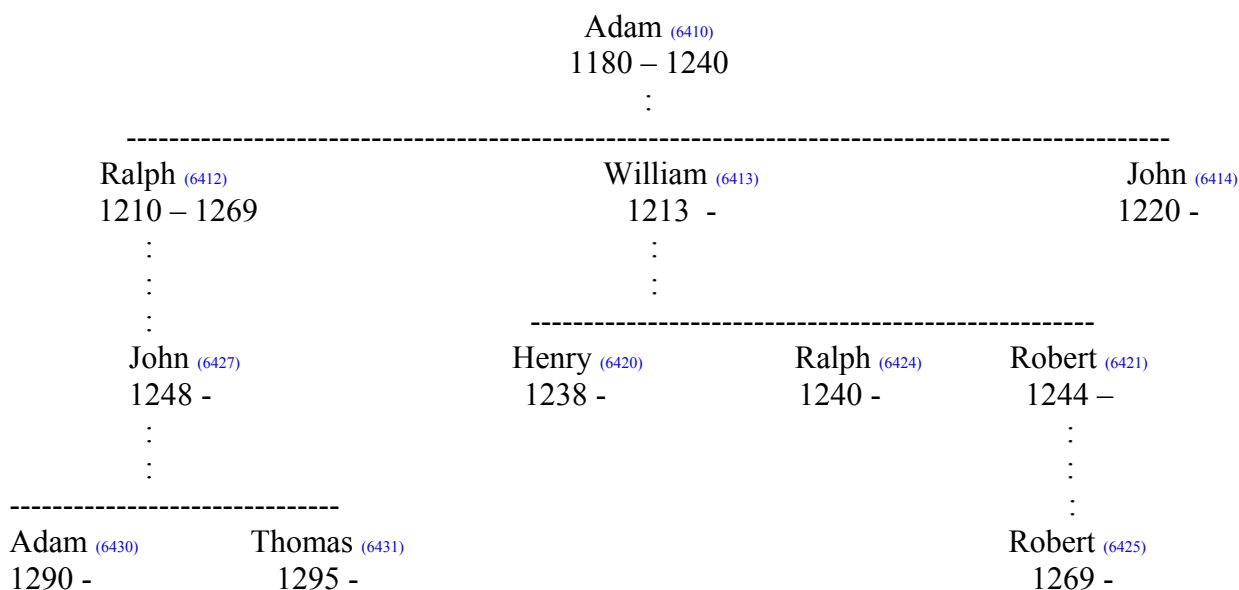 Adam (6410)
1180 – 1240
Ralph (6412) William (6413) John (6414)
1210 – 1269 1213 - 1220 -
John (6427) Henry (6420) Ralph (6424) Robert (6421)
1248 - 1238 - 1240 - 1244 –
Adam (6430) Thomas (6431) Robert (6425)
1290 - 1295 - 1269 -